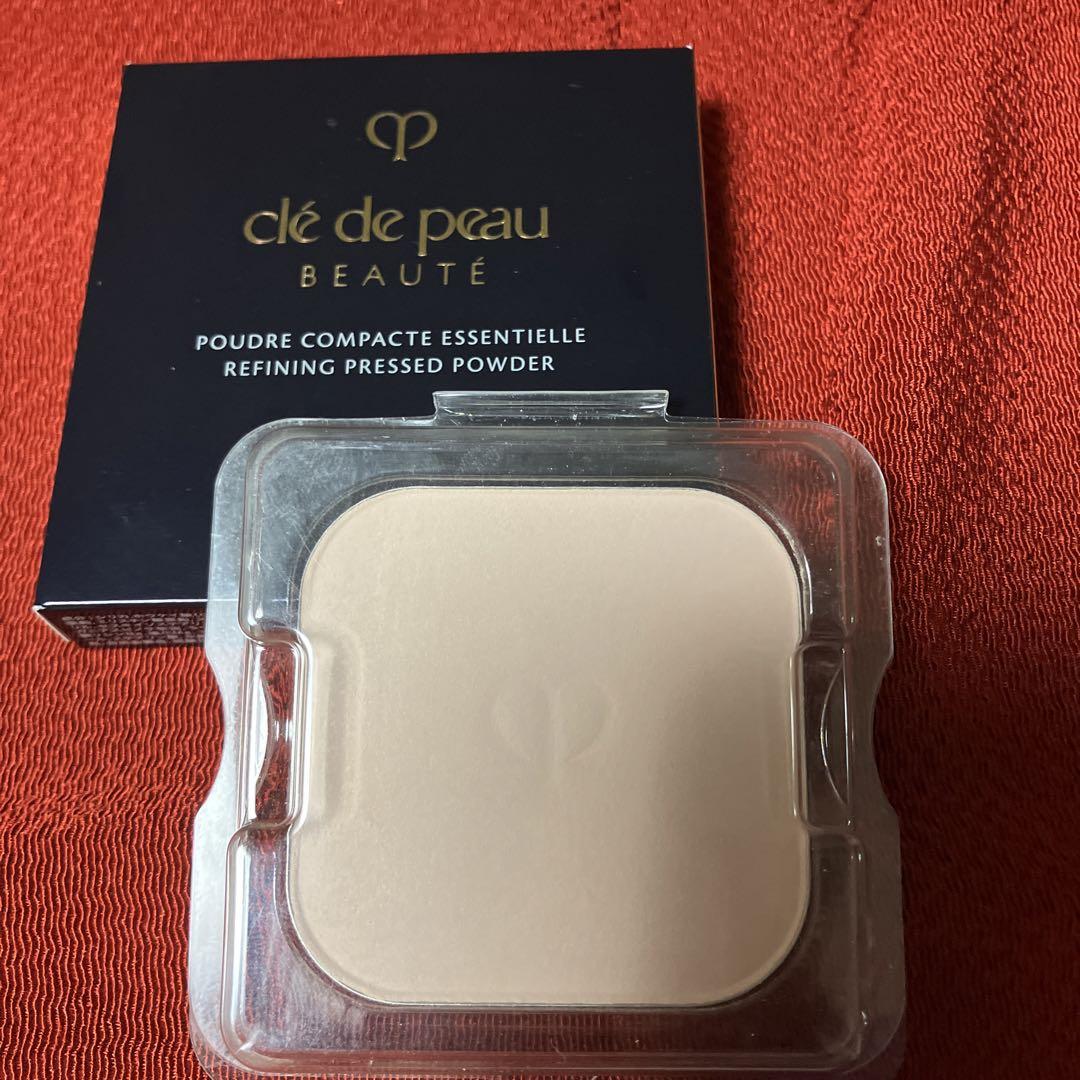 clé de peau
BEAUTÉ
POUDRE COMPACTE ESSENTIELLE
REFINING PRESSED POWDER